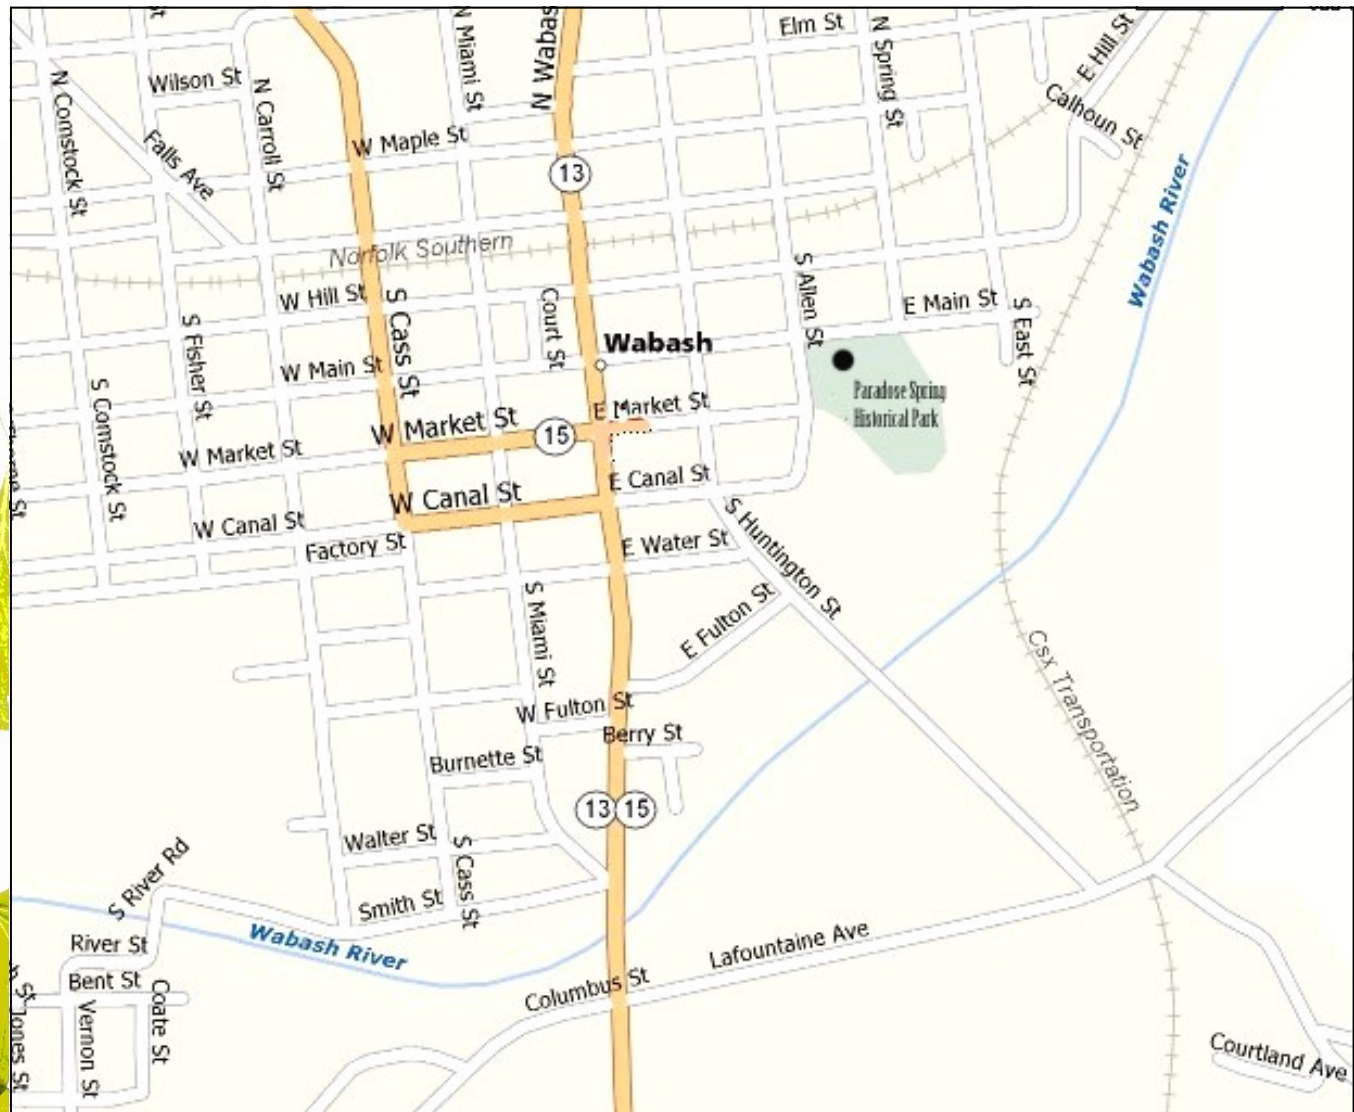 Elm St
N Spring St
E Hill St
Calhoun St
N Miami St
N Wabas
Wilson St
N Comstock St
N Carroll St
Falls Ave
W Maple St
13
Wabash River
Norfolk Southern
S Allen St
W Hill St
S Cass St
Court St
E Main St
S East St
S Fisher St
Wabash
W Main St
Paradose Spring
Historical Park
S Comstock St
E Market St
W Market St
15
W Market St
E Canal St
W Canal St
S Huntington St
W Canal St
Factory St
E Water St
S Miami St
E Fulton St
Csx Transportation
W Fulton St
Berry St
Burnette St
13
15
Walter St
S Cass St
S River Rd
Smith St
River St
Wabash River
Lafountaine Ave
Bent St
Columbus St
Vernon St
Coate St
Jones St
Courtland Ave